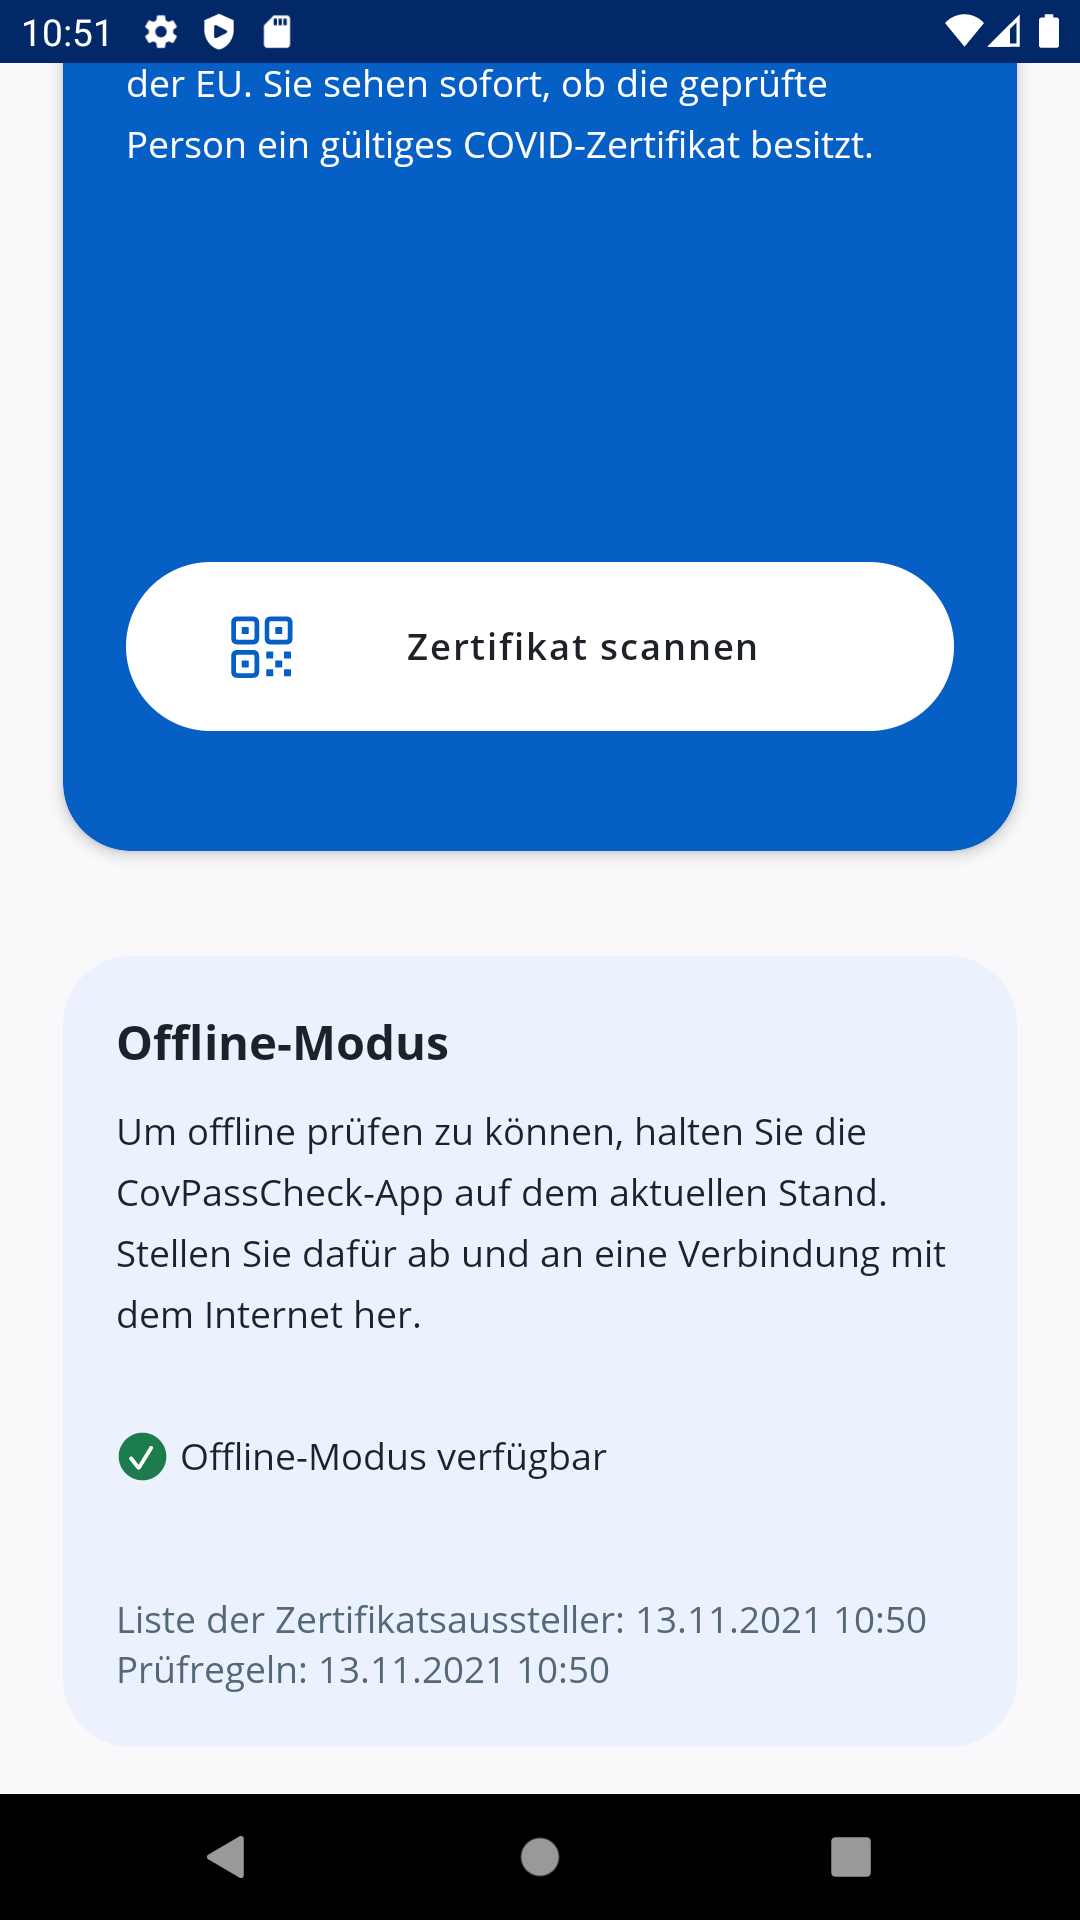 10:51
der EU. Sie sehen sofort, ob die geprüfte
Person ein gültiges COVID-Zertifikat besitzt.
Zertifikat scannen
Offline-Modus
Um offline prüfen zu können, halten Sie die
CovPassCheck-App auf dem aktuellen Stand.
Stellen Sie dafür ab und an eine Verbindung mit
dem Internet her.
Offline-Modus verfügbar
Liste der Zertifikatsaussteller: 13.11.2021 10:50
Prüfregeln: 13.11.2021 10:50